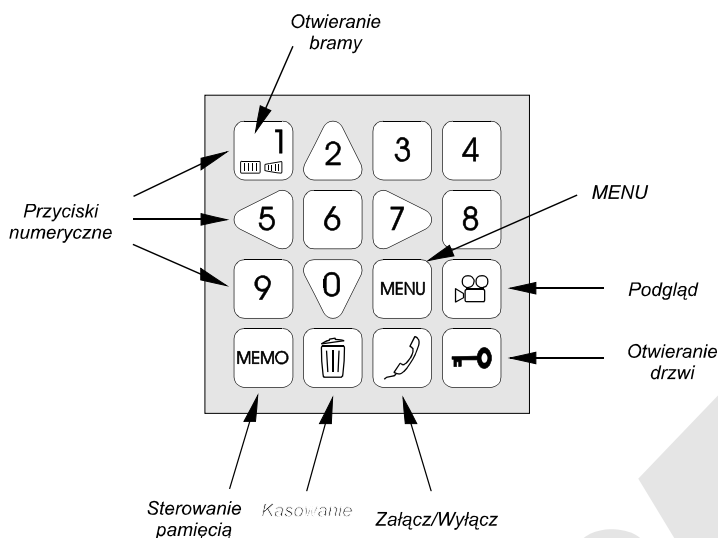 Otwieranie
bramy
1 2 3 4
5 6 7 8
9 0 MENU
MEMO
Przyciski
numeryczne
MENU
Podgląd
Otwieranie
drzwi
Sterowanie
pamięcią
Kasowanie
Załącz/Wyłącz